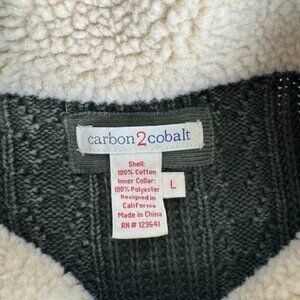 carbon2cobalt
Shell:
100% Cotton
Inner Collar:
100% Polyester
Designed in
California
Made in China
RN# 129641
L